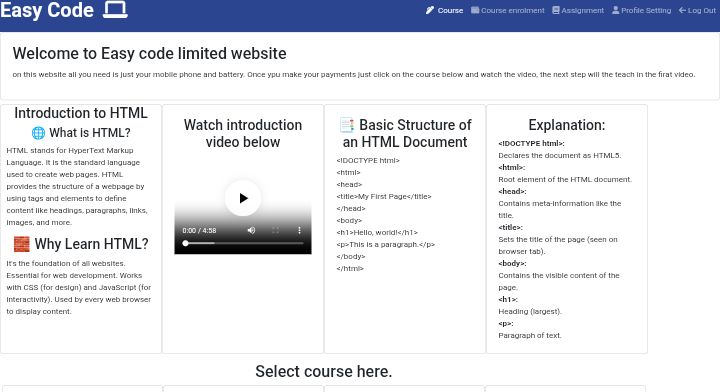 Easy Code
Course
Course enrolment
Assignment
Profile Setting
Log Out
Welcome to Easy code limited website
on this website all you need is just your mobile phone and battery. Once ypu make your payments just click on the course below and watch the video, the next step will the teach in the firat video.
Introduction to HTML
What is HTML?
HTML stands for HyperText Markup
Language. It is the standard language
used to create web pages. HTML
provides the structure of a webpage by
using tags and elements to define
content like headings, paragraphs, links,
images, and more.
Why Learn HTML?
It's the foundation of all websites.
Essential for web development. Works
with CSS (for design) and JavaScript (for
interactivity). Used by every web browser
to display content.
Watch introduction
video below
0:00 / 4:58
Basic Structure of
an HTML Document
<!DOCTYPE html>
<html>
<head>
<title>My First Page</title>
</head>
<body>
<h1>Hello, world!</h1>
<p>This is a paragraph.</p>
</body>
</html>
Explanation:
<!DOCTYPE html>:
Declares the document as HTML5.
<html>:
Root element of the HTML document.
<head>:
Contains meta-information like the
title.
<title>:
Sets the title of the page (seen on
browser tab).
<body>:
Contains the visible content of the
page.
<h1>:
Heading (largest).
<p>:
Paragraph of text.
Select course here.